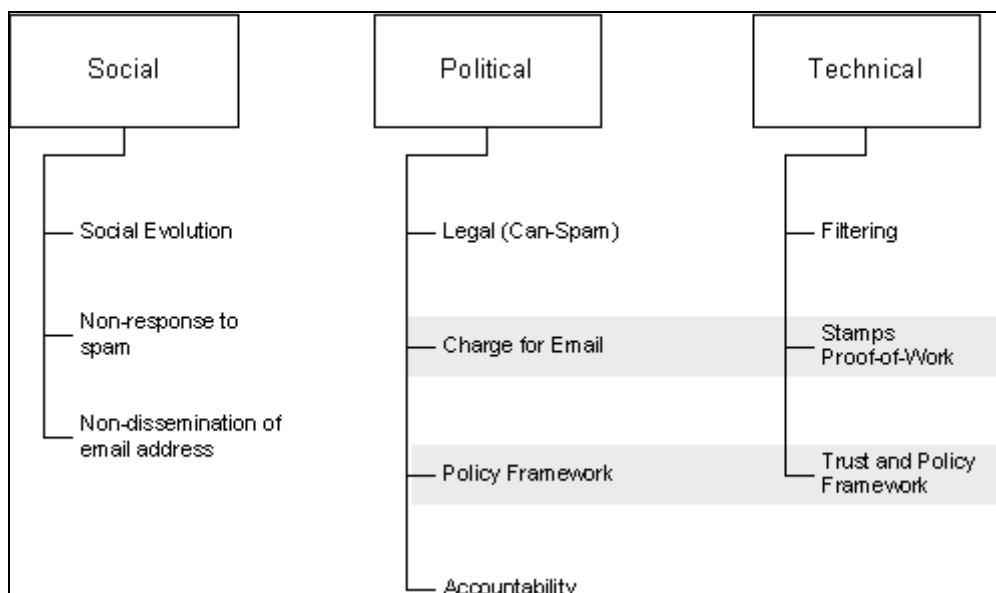 Social
Social Evolution
Non-response to
spam
Non-dissemination of
email address
Political
Legal (Can-Spam)
Charge for Email
Policy Framework
Accountability
Technical
Filtering
Stamps
Proof-of-Work
Trust and Policy
Framework